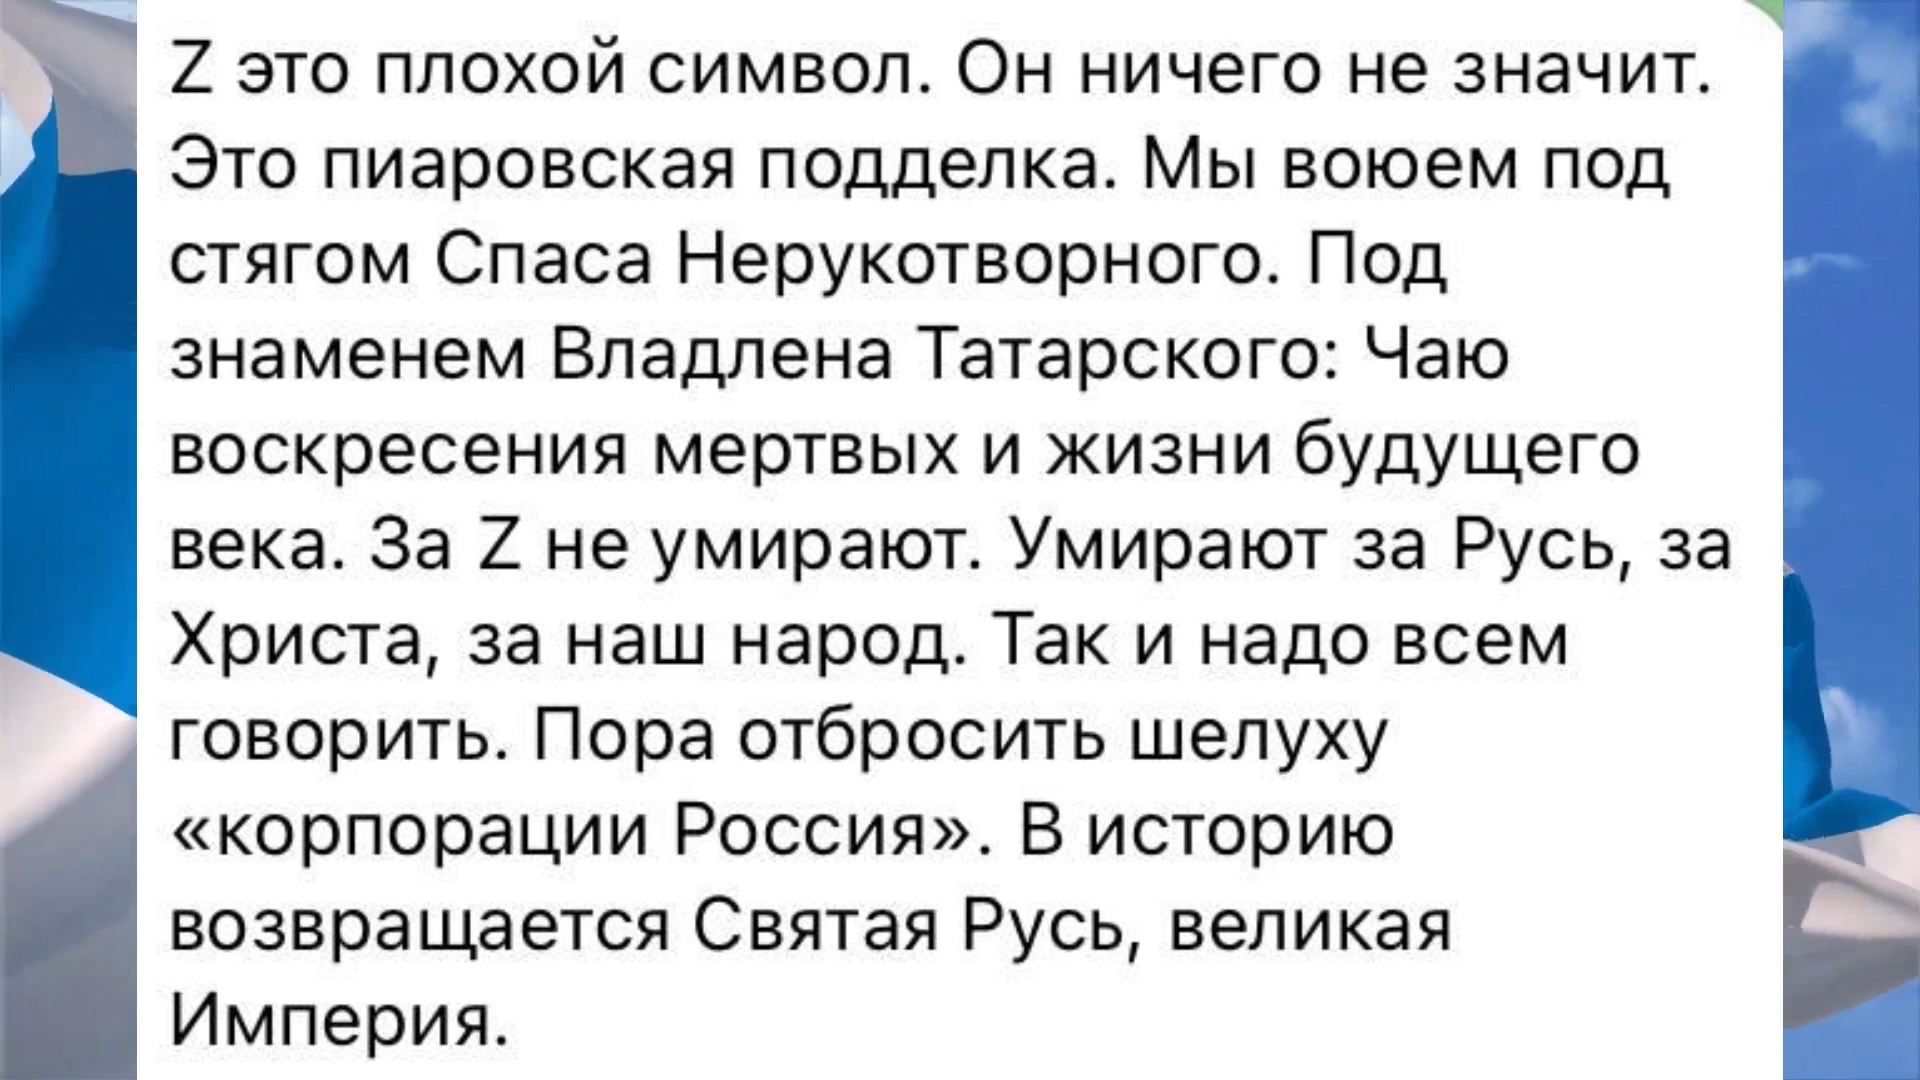 Z это плохой символ. Он ничего не значит.
Это пиаровская подделка. Мы воюем под
стягом Спаса Нерукотворного. Под
знаменем Владлена Татарского: Чаю
воскресения мертвых и жизни будущего
века. За Z не умирают. Умирают за Русь, за
Христа, за наш народ. Так и надо всем
говорить. Пора отбросить шелуху
«корпорации Россия». В историю
возвращается Святая Русь, великая
Империя.